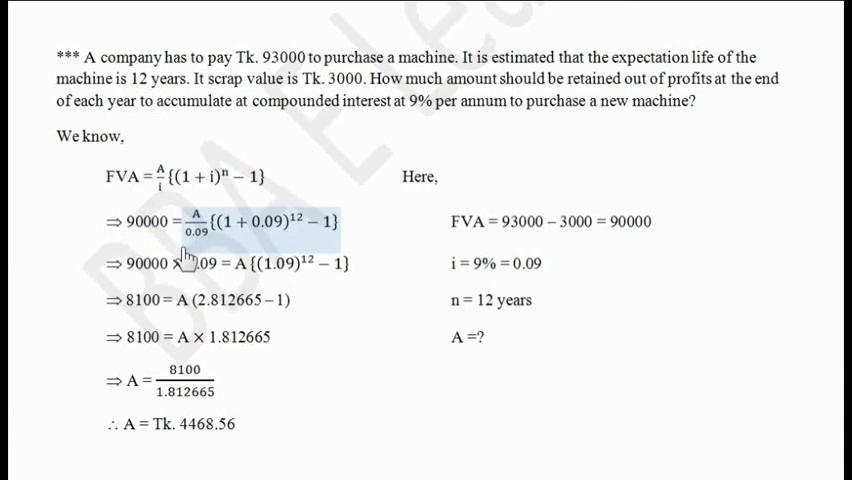 *** A company has to pay Tk. 93000 to purchase a machine. It is estimated that the expectation life of the
machine is 12 years. It scrap value is Tk. 3000. How much amount should be retained out of profits at the end
of each year to accumulate at compounded interest at 9% per annum to purchase a new machine?
We know,
FVA = A/i {(1 + i)ⁿ − 1} Here,
⇒ 90000 = A/0.09 {(1 + 0.09)¹² − 1} FVA = 93000 − 3000 = 90000
⇒ 90000 × .09 = A {(1.09)¹² − 1} i = 9% = 0.09
⇒ 8100 = A (2.812665 − 1) n = 12 years
⇒ 8100 = A × 1.812665 A =?
⇒ A = 8100/1.812665
∴ A = Tk. 4468.56
BBA E Lea